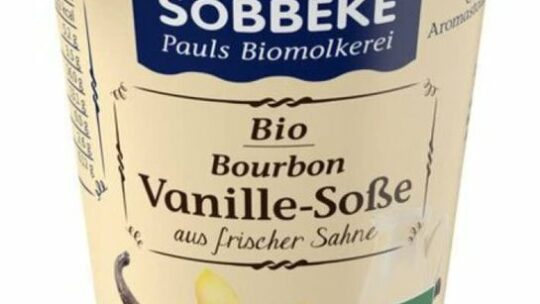 SÖBBEKE
Pauls Biomolkerei
Bio
Bourbon
Vanille-Soße
aus frischer Sahne